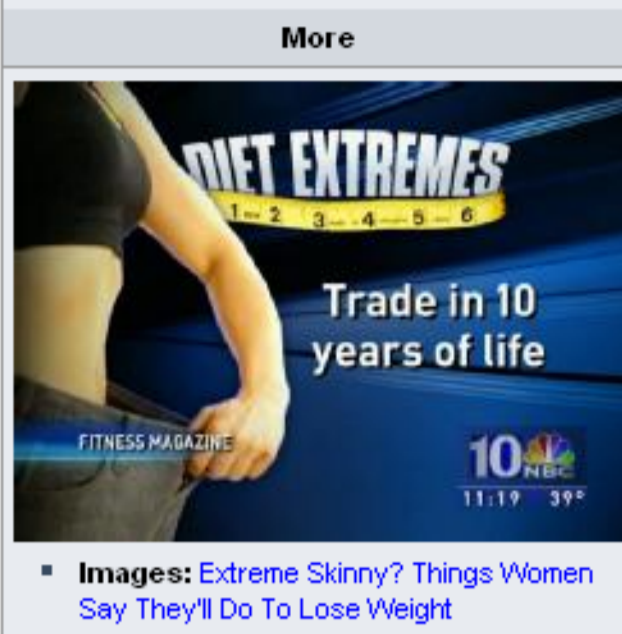 More
DIET EXTREMES
1 2 3 4 5 6
Trade in 10
years of life
FITNESS MAGAZINE
10 NBC
11:19 39°
Images: Extreme Skinny? Things Women
Say They'll Do To Lose Weight